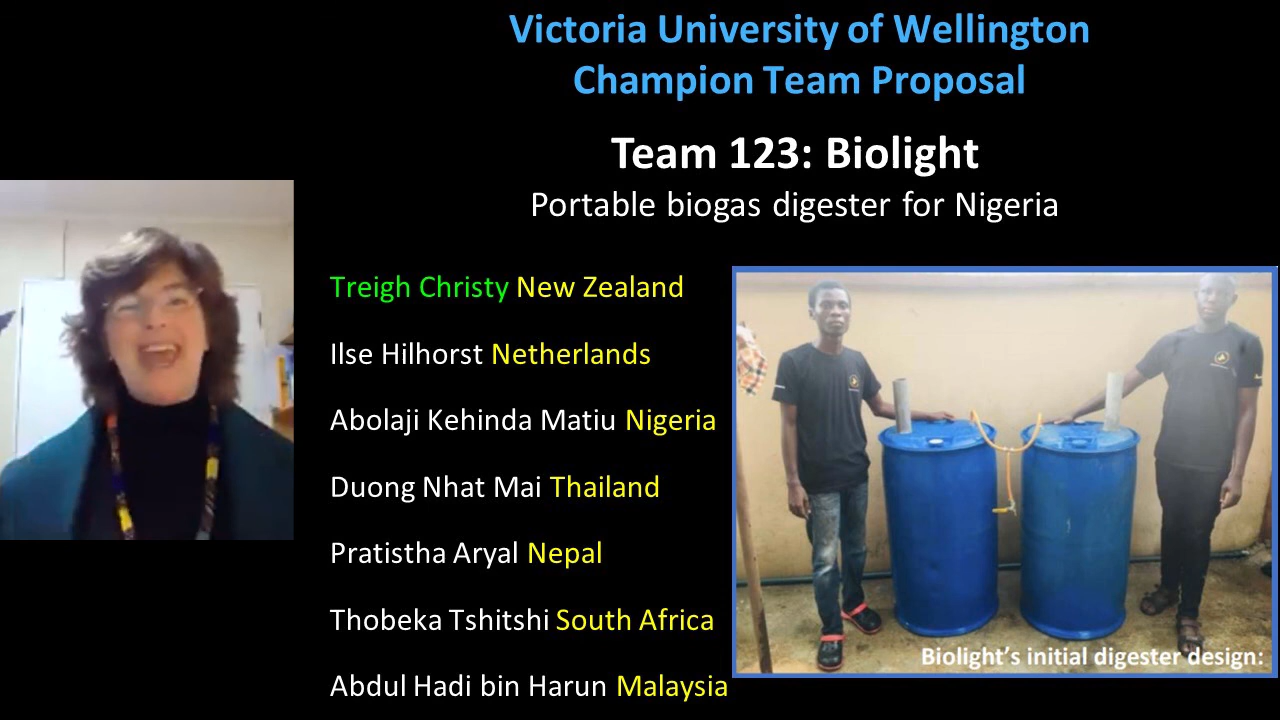 Victoria University of Wellington
Champion Team Proposal
Team 123: Biolight
Portable biogas digester for Nigeria
Treigh Christy New Zealand
Ilse Hilhorst Netherlands
Abolaji Kehinda Matiu Nigeria
Duong Nhat Mai Thailand
Pratistha Aryal Nepal
Thobeka Tshitshi South Africa
Abdul Hadi bin Harun Malaysia
Biolight's initial digester design: